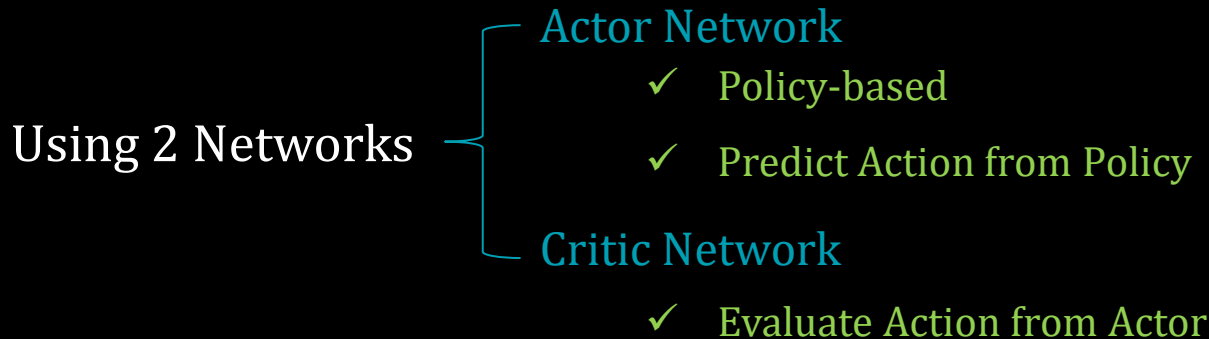 Actor Network
✓ Policy-based
Using 2 Networks
✓ Predict Action from Policy
Critic Network
✓ Evaluate Action from Actor